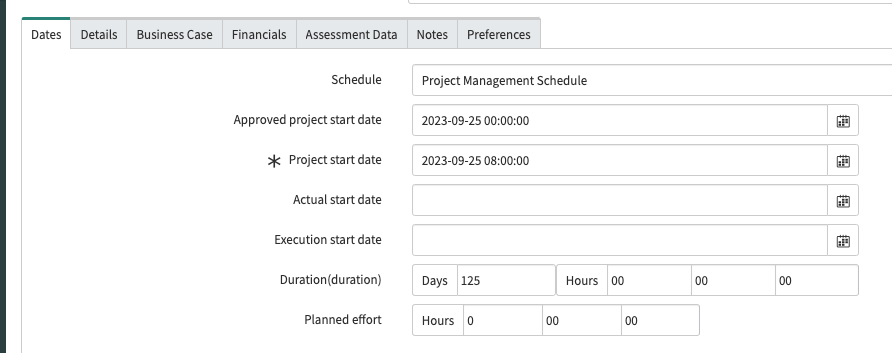 Dates Details Business Case Financials Assessment Data Notes Preferences
Schedule Project Management Schedule
Approved project start date 2023-09-25 00:00:00
* Project start date 2023-09-25 08:00:00
Actual start date
Execution start date
Duration(duration) Days 125 Hours 00 00 00
Planned effort Hours 0 00 00